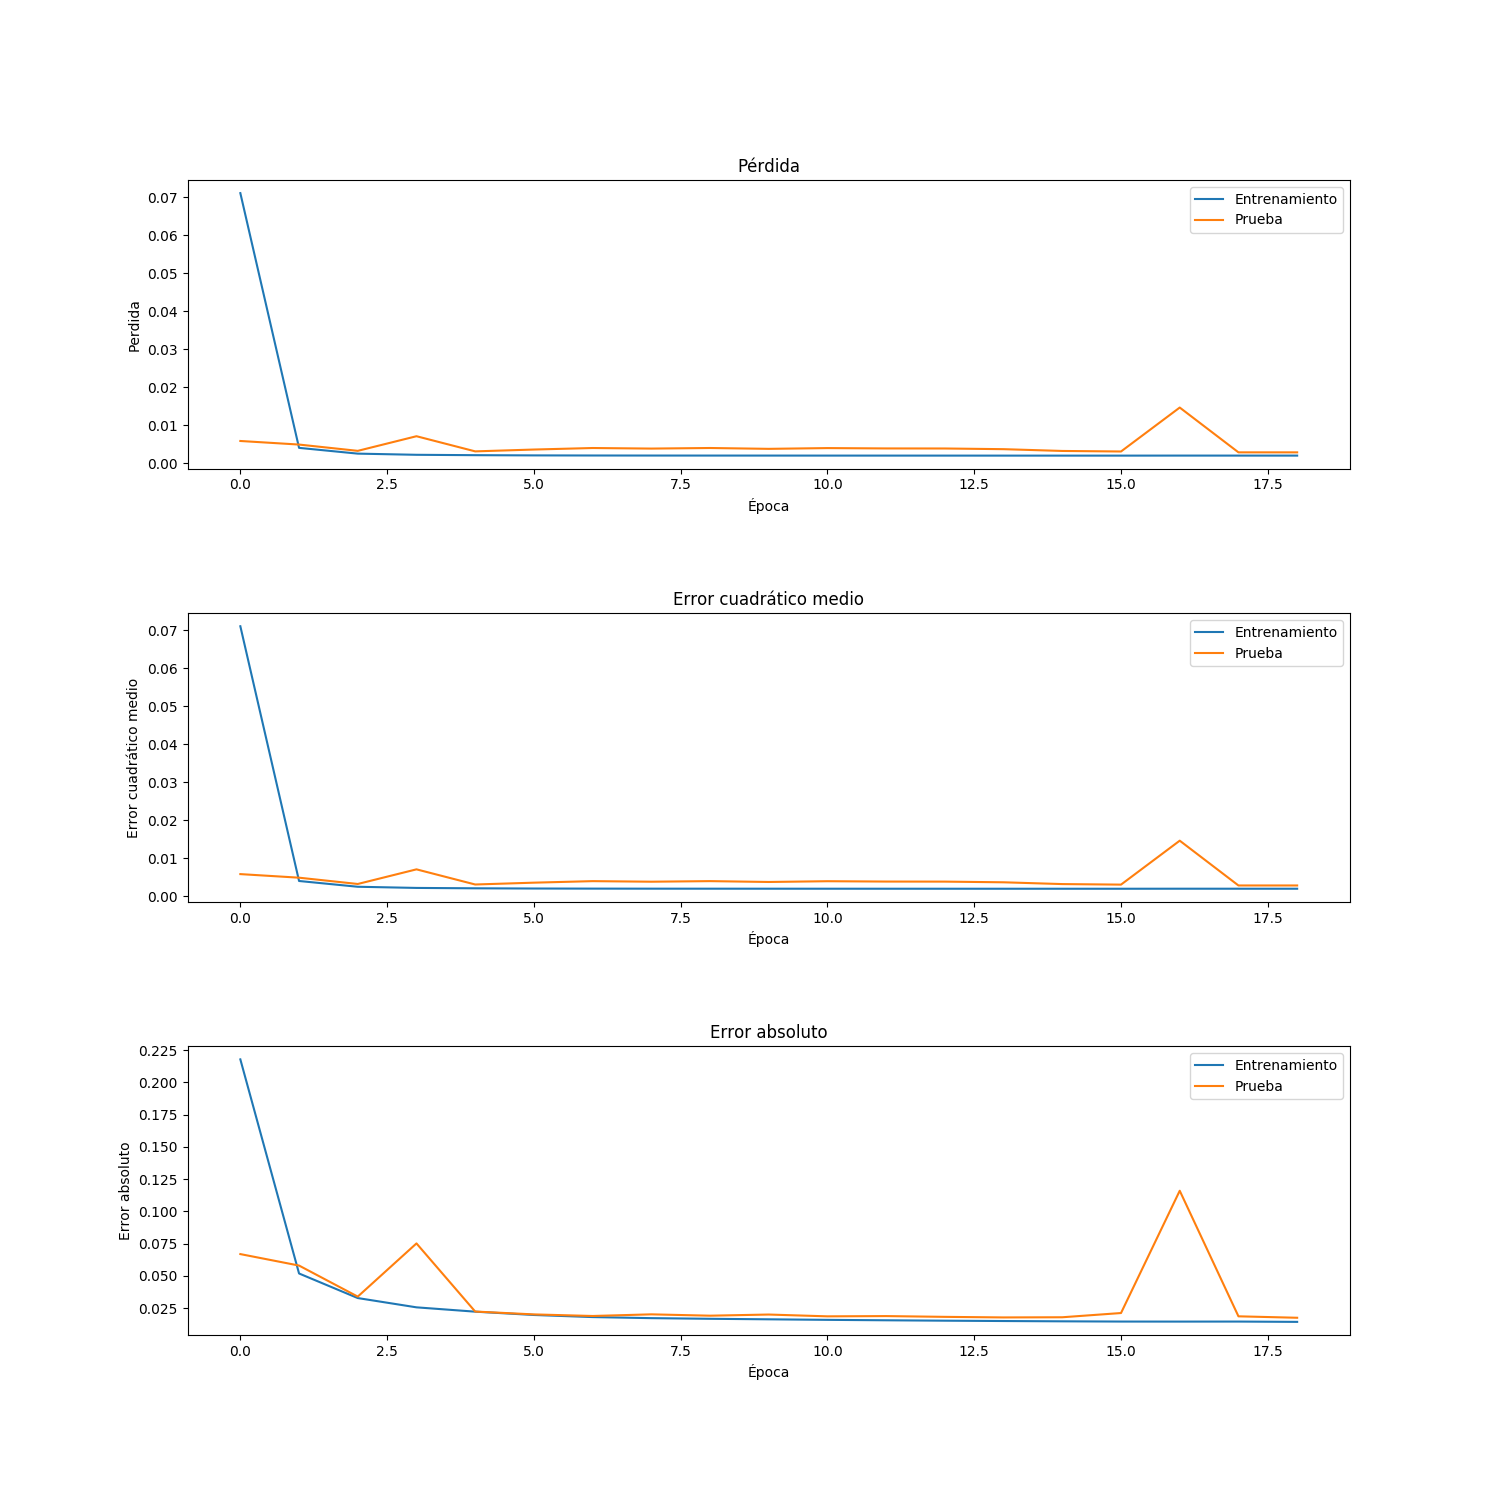 Pérdida
0.07
0.06
0.05
0.04
0.03
0.02
0.01
0.00
Perdida
Entrenamiento
Prueba
0.0 2.5 5.0 7.5 10.0 12.5 15.0 17.5
Época
Error cuadrático medio
0.07
0.06
0.05
0.04
0.03
0.02
0.01
0.00
Error cuadrático medio
Entrenamiento
Prueba
0.0 2.5 5.0 7.5 10.0 12.5 15.0 17.5
Época
Error absoluto
0.225
0.200
0.175
0.150
0.125
0.100
0.075
0.050
0.025
Error absoluto
Entrenamiento
Prueba
0.0 2.5 5.0 7.5 10.0 12.5 15.0 17.5
Época